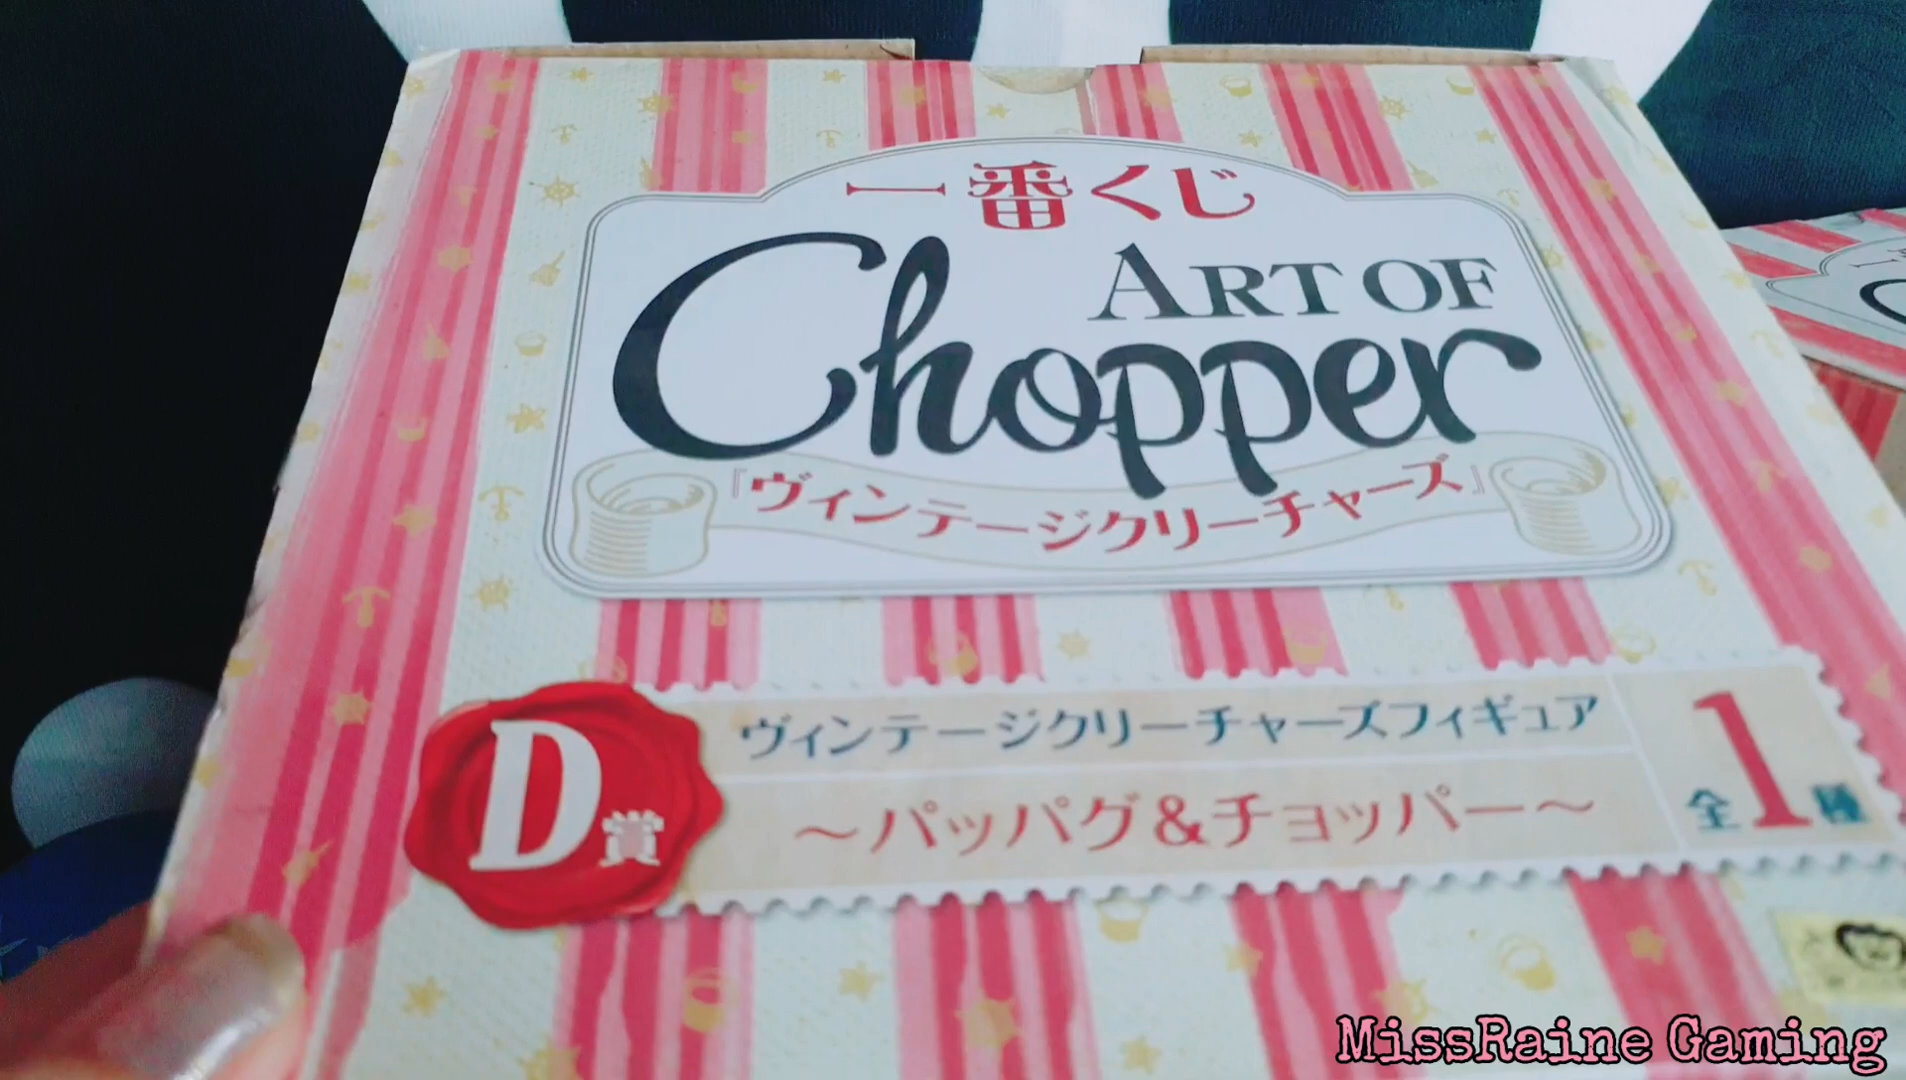 一番くじ
ART OF
Chopper
『ヴィンテージクリーチャーズ』
D賞
ヴィンテージクリーチャーズフィギュア
～パッパグ&チョッパー～
全1種
MissRaine Gaming